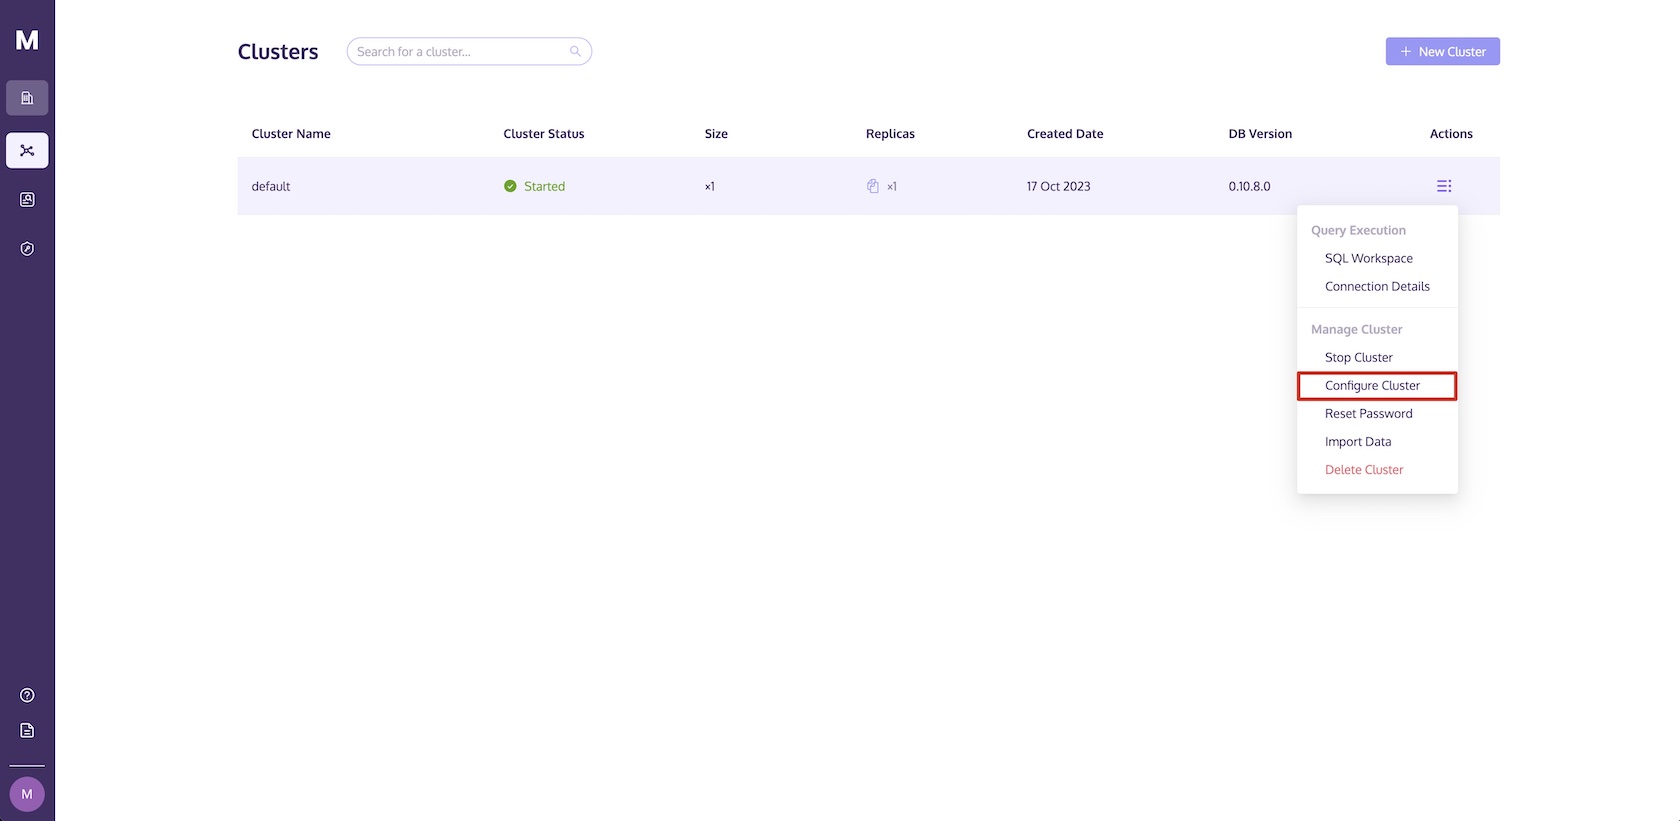 M
Clusters
Search for a cluster...
+ New Cluster
Cluster Name Cluster Status Size Replicas Created Date DB Version Actions
default Started ×1 ×1 17 Oct 2023 0.10.8.0
Query Execution
SQL Workspace
Connection Details
Manage Cluster
Stop Cluster
Configure Cluster
Reset Password
Import Data
Delete Cluster
M